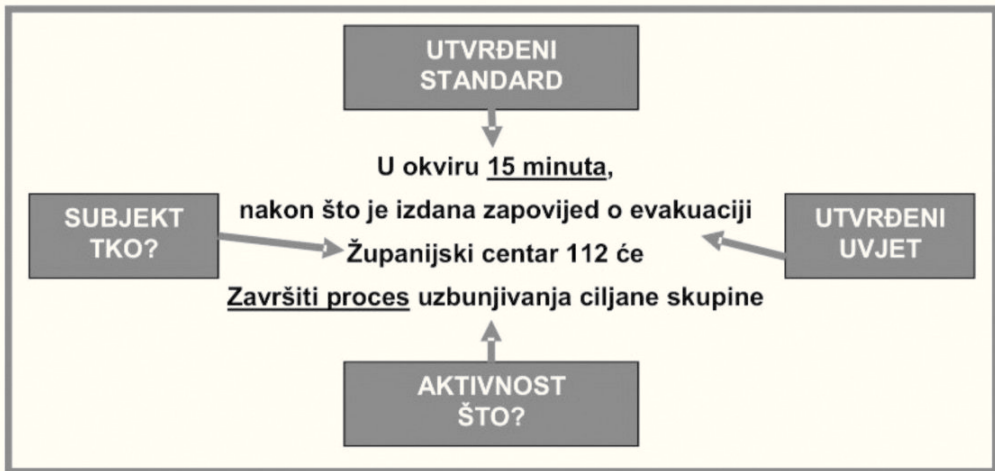 UTVRĐENI
STANDARD
U okviru 15 minuta,
nakon što je izdana zapovijed o evakuaciji
Županijski centar 112 će
Završiti proces uzbunjivanja ciljane skupine
SUBJEKT
TKO?
UTVRĐENI
UVJET
AKTIVNOST
ŠTO?